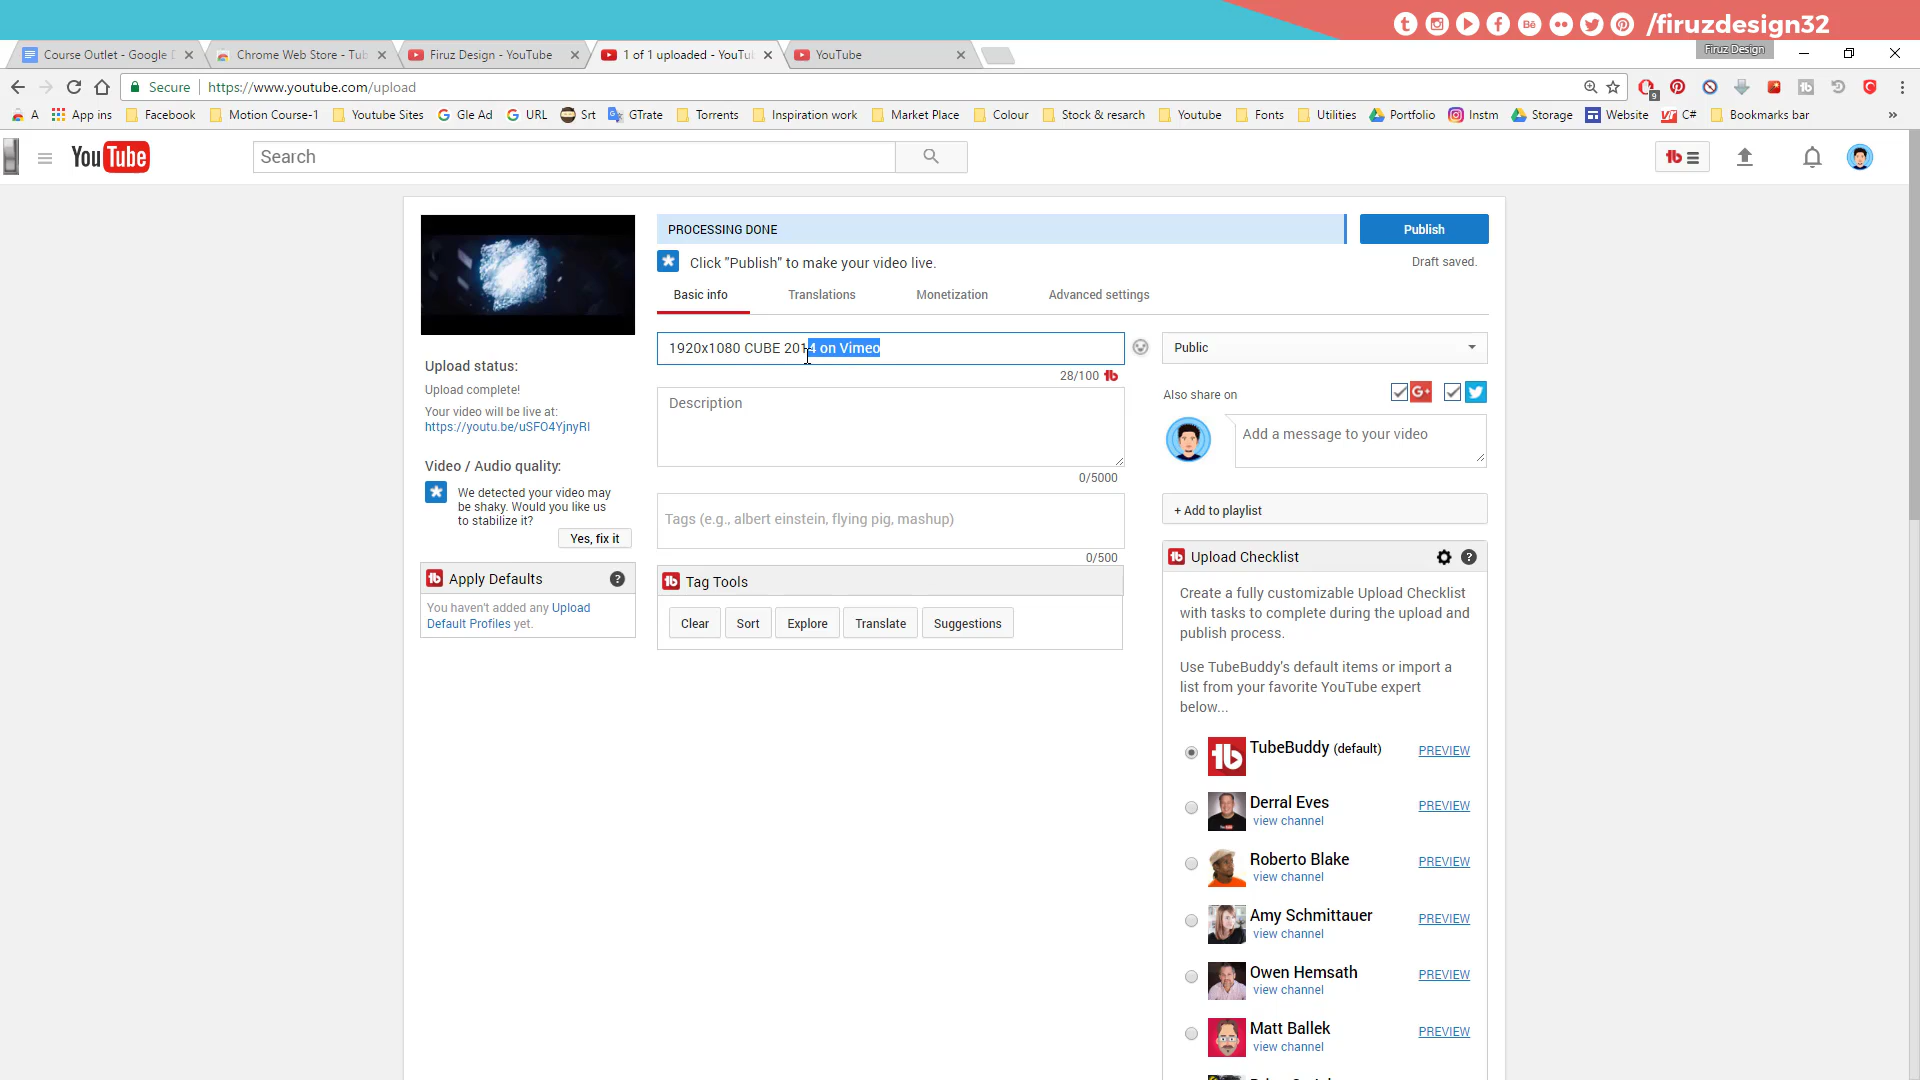 /firuzdesign32
Firuz Design
Course Outlet - Google D
Chrome Web Store - Tub
Firuz Design - YouTube
1 of 1 uploaded - YouTu
YouTube
Secure
https://www.youtube.com/upload
9
A
App ins
Facebook
Motion Course-1
Youtube Sites
Gle Ad
URL
Srt
GTrate
Torrents
Inspiration work
Market Place
Colour
Stock & resarch
Youtube
Fonts
Utilities
Portfolio
Instm
Storage
Website
C#
Bookmarks bar
YouTube
Search
PROCESSING DONE
Publish
Click "Publish" to make your video live.
Draft saved.
Basic info
Translations
Monetization
Advanced settings
1920x1080 CUBE 2014 on Vimeo
Public
28/100
Upload status:
Upload complete!
Your video will be live at:
https://youtu.be/uSFO4YjnyRI
Description
0/5000
Also share on
Add a message to your video
Video / Audio quality:
We detected your video may
be shaky. Would you like us
to stabilize it?
Yes, fix it
Tags (e.g., albert einstein, flying pig, mashup)
0/500
+ Add to playlist
Apply Defaults
You haven't added any Upload
Default Profiles yet.
Tag Tools
Clear
Sort
Explore
Translate
Suggestions
Upload Checklist
Create a fully customizable Upload Checklist
with tasks to complete during the upload and
publish process.
Use TubeBuddy's default items or import a
list from your favorite YouTube expert
below...
TubeBuddy (default)
PREVIEW
Derral Eves
view channel
PREVIEW
Roberto Blake
view channel
PREVIEW
Amy Schmittauer
view channel
PREVIEW
Owen Hemsath
view channel
PREVIEW
Matt Ballek
view channel
PREVIEW